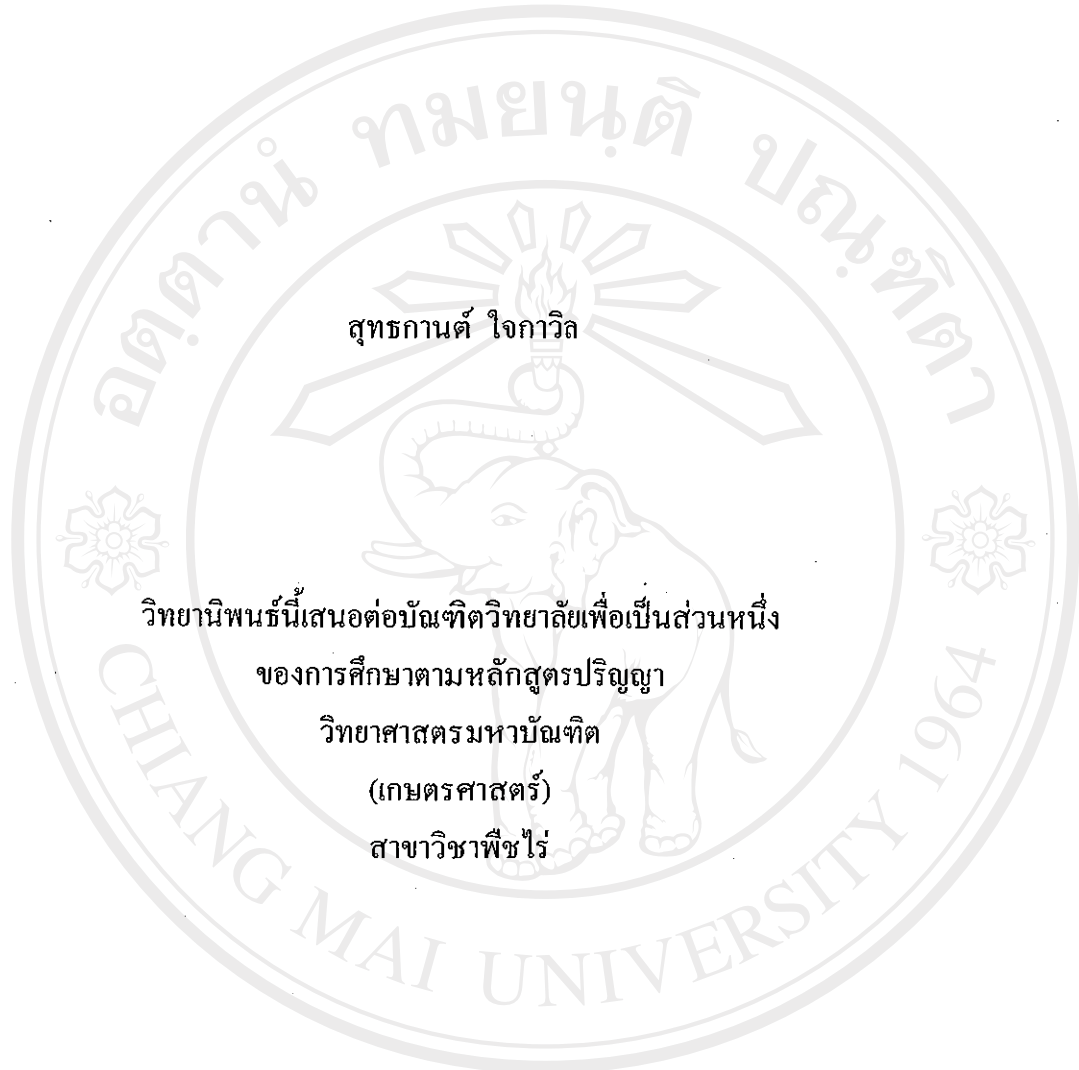 อตฺตานํ ทมยนฺติ ปณฺฑิตา
สุทธกานต์ ใจกาวิล
วิทยานิพนธ์นี้เสนอต่อบัณฑิตวิทยาลัยเพื่อเป็นส่วนหนึ่ง
ของการศึกษาตามหลักสูตรปริญญา
วิทยาศาสตรมหาบัณฑิต
(เกษตรศาสตร์)
สาขาวิชาพืชไร่
CHIANG MAI UNIVERSITY 1964